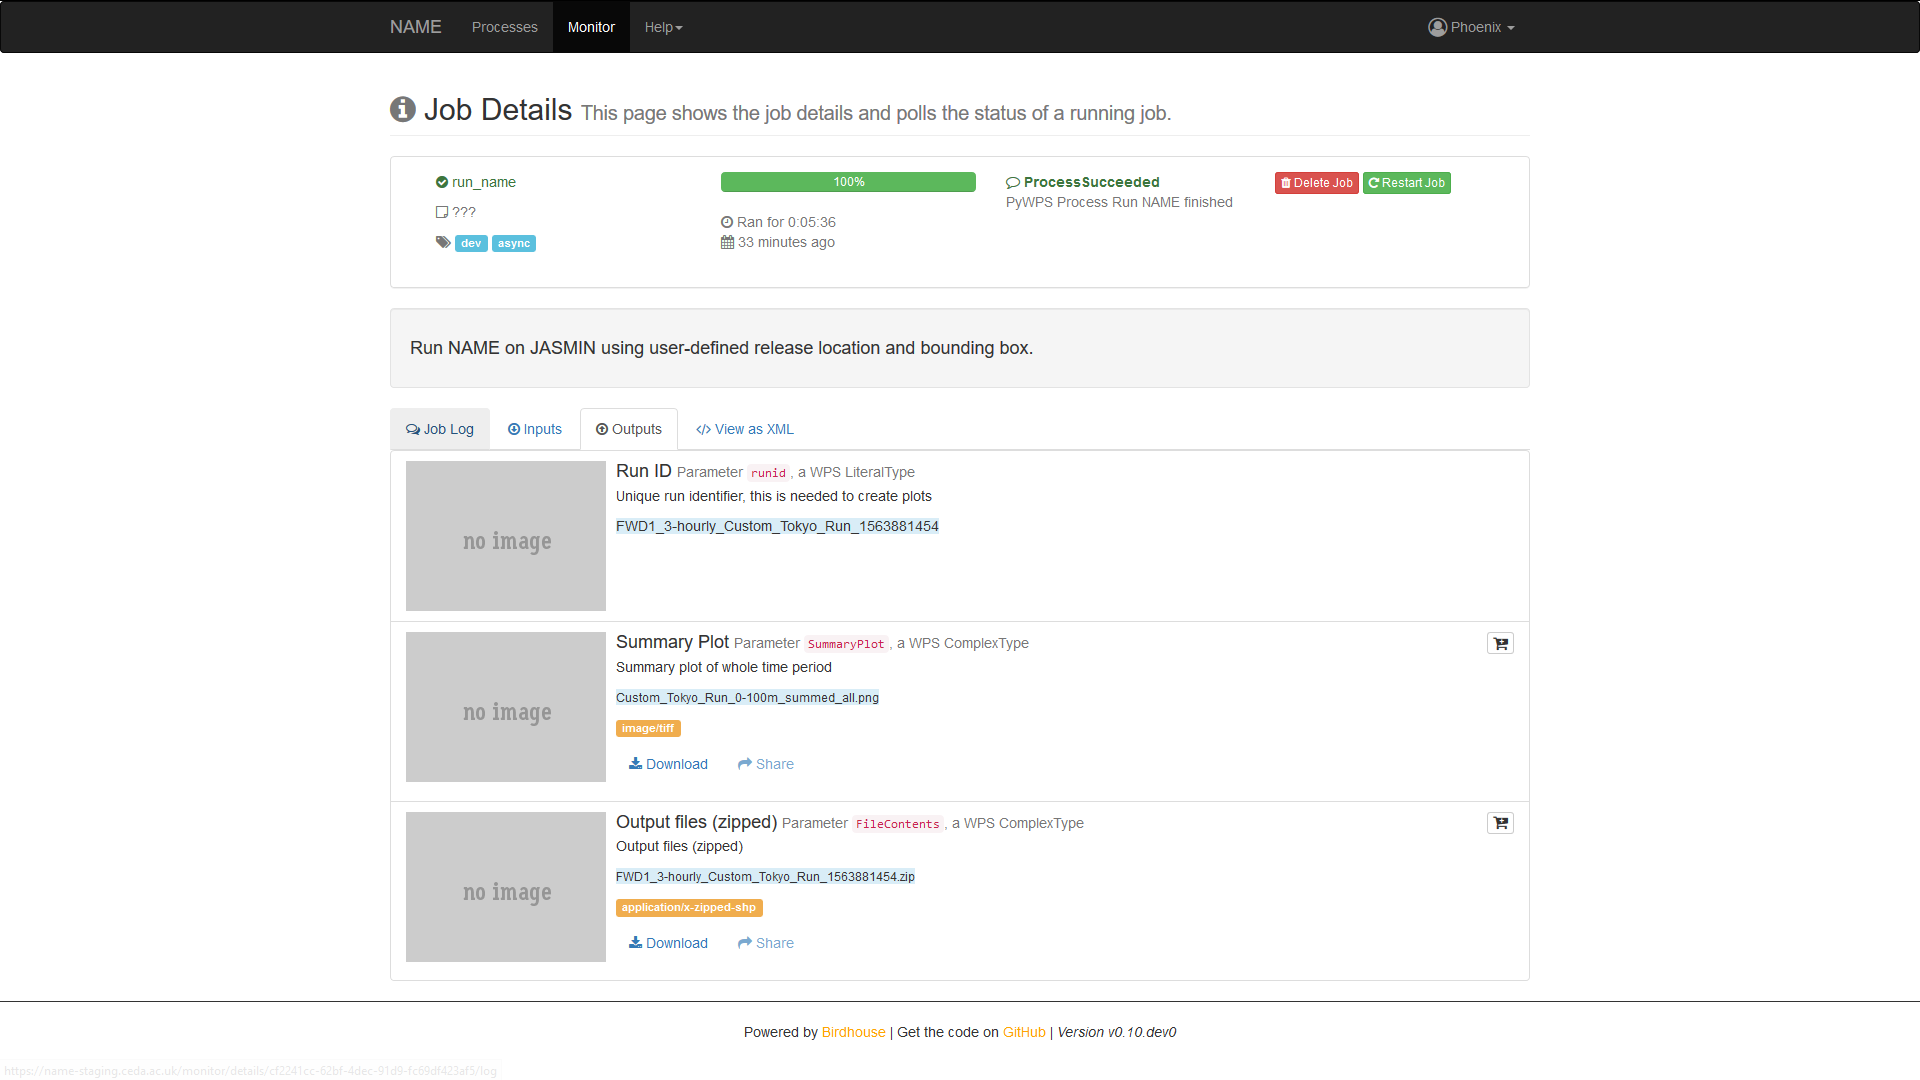 NAME Processes Monitor Help Phoenix
Job Details This page shows the job details and polls the status of a running job.
run_name
???
dev async
100%
Ran for 0:05:36
33 minutes ago
ProcessSucceeded
PyWPS Process Run NAME finished
Delete Job Restart Job
Run NAME on JASMIN using user-defined release location and bounding box.
Job Log Inputs Outputs </> View as XML
no image
Run ID Parameter runid, a WPS LiteralType
Unique run identifier, this is needed to create plots
FWD1_3-hourly_Custom_Tokyo_Run_1563881454
no image
Summary Plot Parameter SummaryPlot, a WPS ComplexType
Summary plot of whole time period
Custom_Tokyo_Run_0-100m_summed_all.png
image/tiff
Download Share
no image
Output files (zipped) Parameter FileContents, a WPS ComplexType
Output files (zipped)
FWD1_3-hourly_Custom_Tokyo_Run_1563881454.zip
application/x-zipped-shp
Download Share
Powered by Birdhouse | Get the code on GitHub | Version v0.10.dev0
https://name-staging.ceda.ac.uk/monitor/details/cf2241cc-62bf-4dec-91d9-fc69df423af5/log